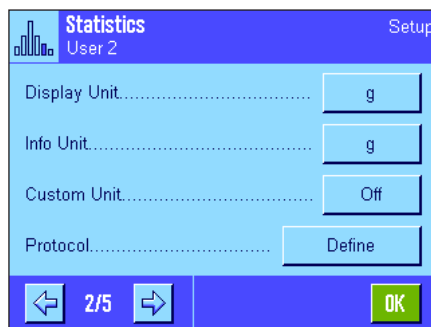 Statistics Setup
User 2
Display Unit.................................... g
Info Unit.......................................... g
Custom Unit................................... Off
Protocol............................... Define
2/5 OK